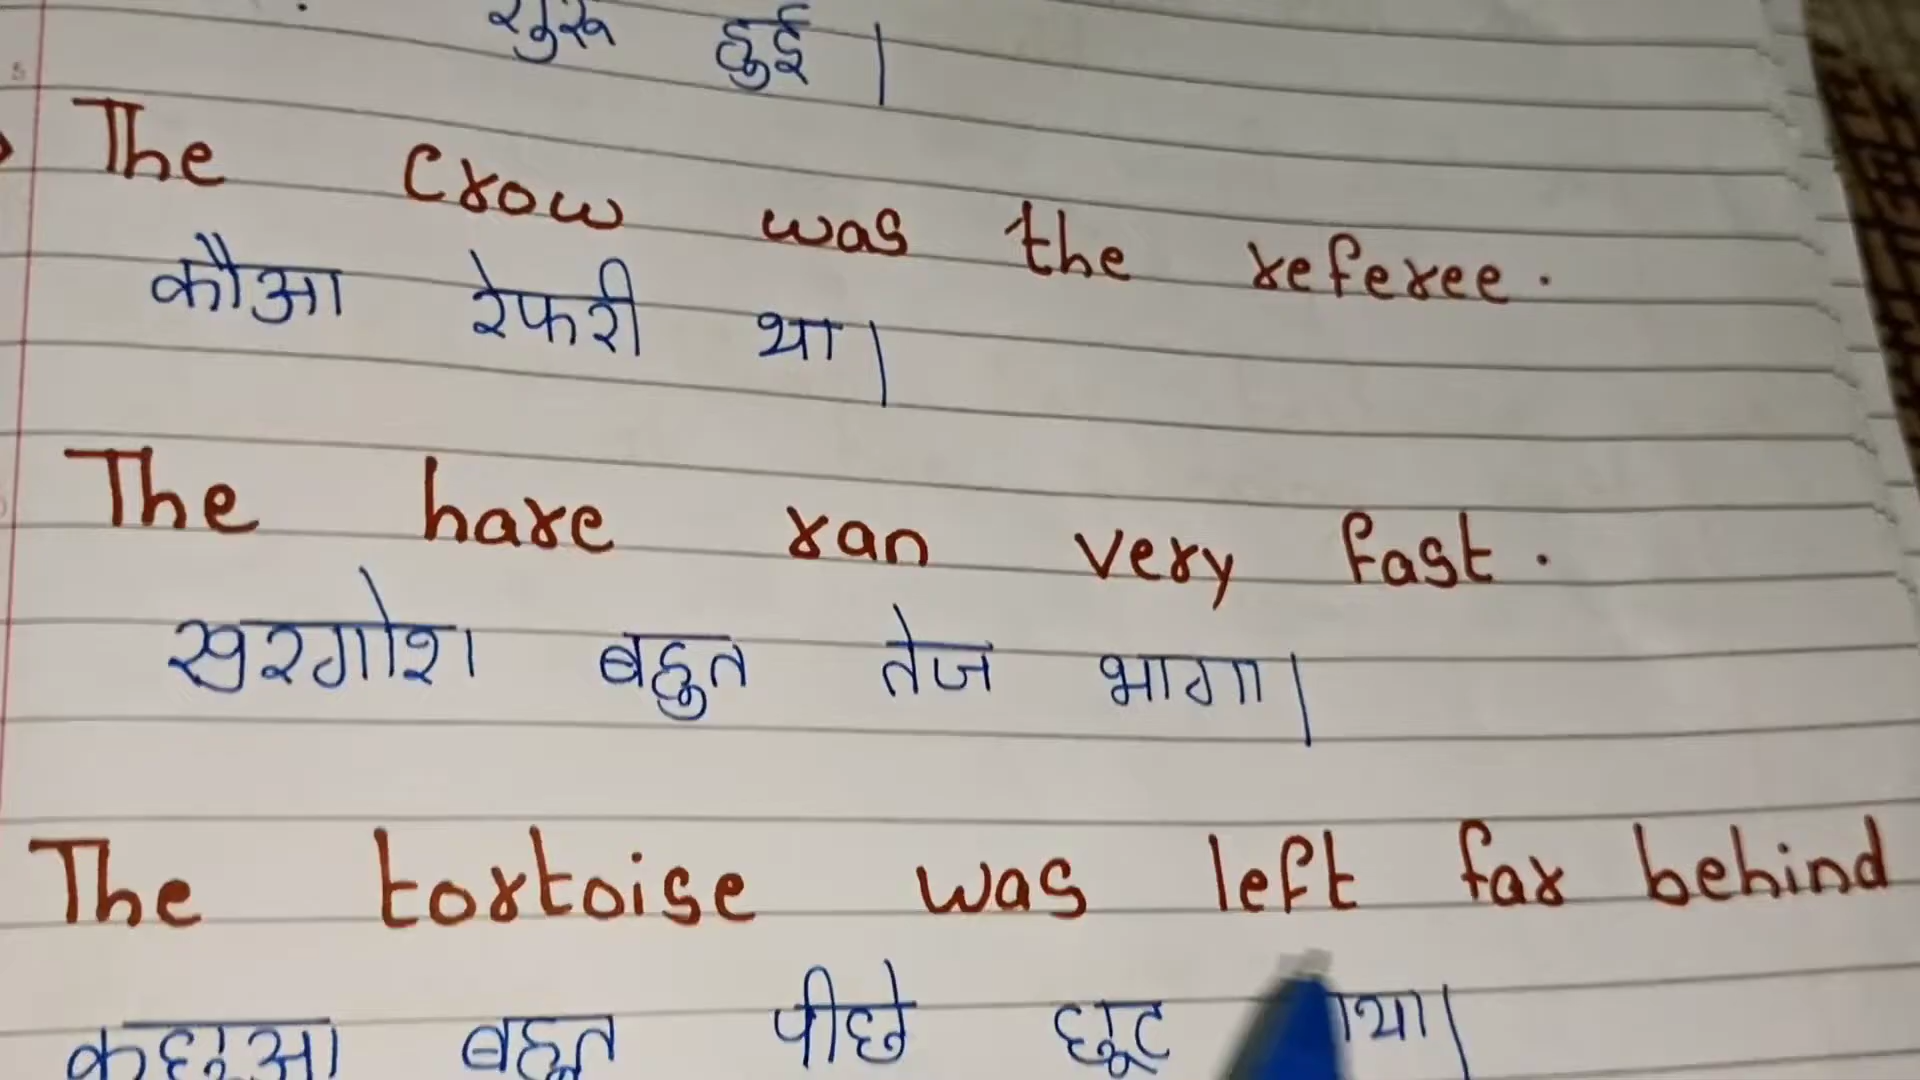 शुरू हुई।
The crow was the referee.
कौआ रेफरी था।
The hare ran very fast.
खरगोश बहुत तेज भागा।
The tortoise was left far behind
कछुआ बहुत पीछे छूट गया।